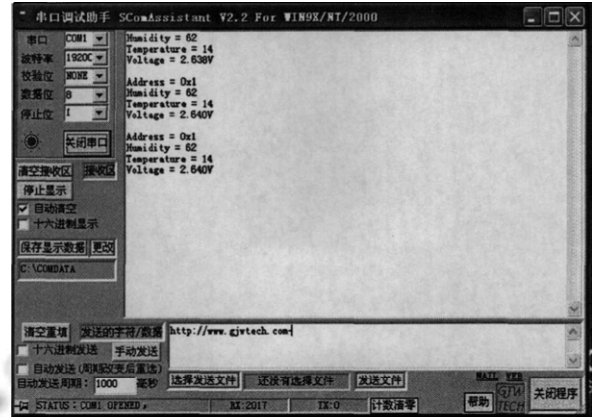 串口调试助手 SComAssistant V2.2 For WIN9X/NT/2000
串口 COM1
波特率 1920C
校验位 NONE
数据位 8
停止位 1
关闭串口
清空接收区 接收区
停止显示
自动清空
十六进制显示
保存显示数据 更改
C:\COMDATA
Humidity = 62
Temperature = 14
Voltage = 2.638V
Address = 0x1
Humidity = 62
Temperature = 14
Voltage = 2.640V
Address = 0x1
Humidity = 62
Temperature = 14
Voltage = 2.640V
清空重填 发送的字符/数据 http://www.gjwtech.com
十六进制发送 手动发送
自动发送(周期改变后重选)
自动发送周期: 1000 毫秒 选择发送文件 还没有选择文件 发送文件
MAIL WEB
STATUS: COM1 OPENED, RX:2017 TX:0 计数清零 帮助 GJW TECH 关闭程序